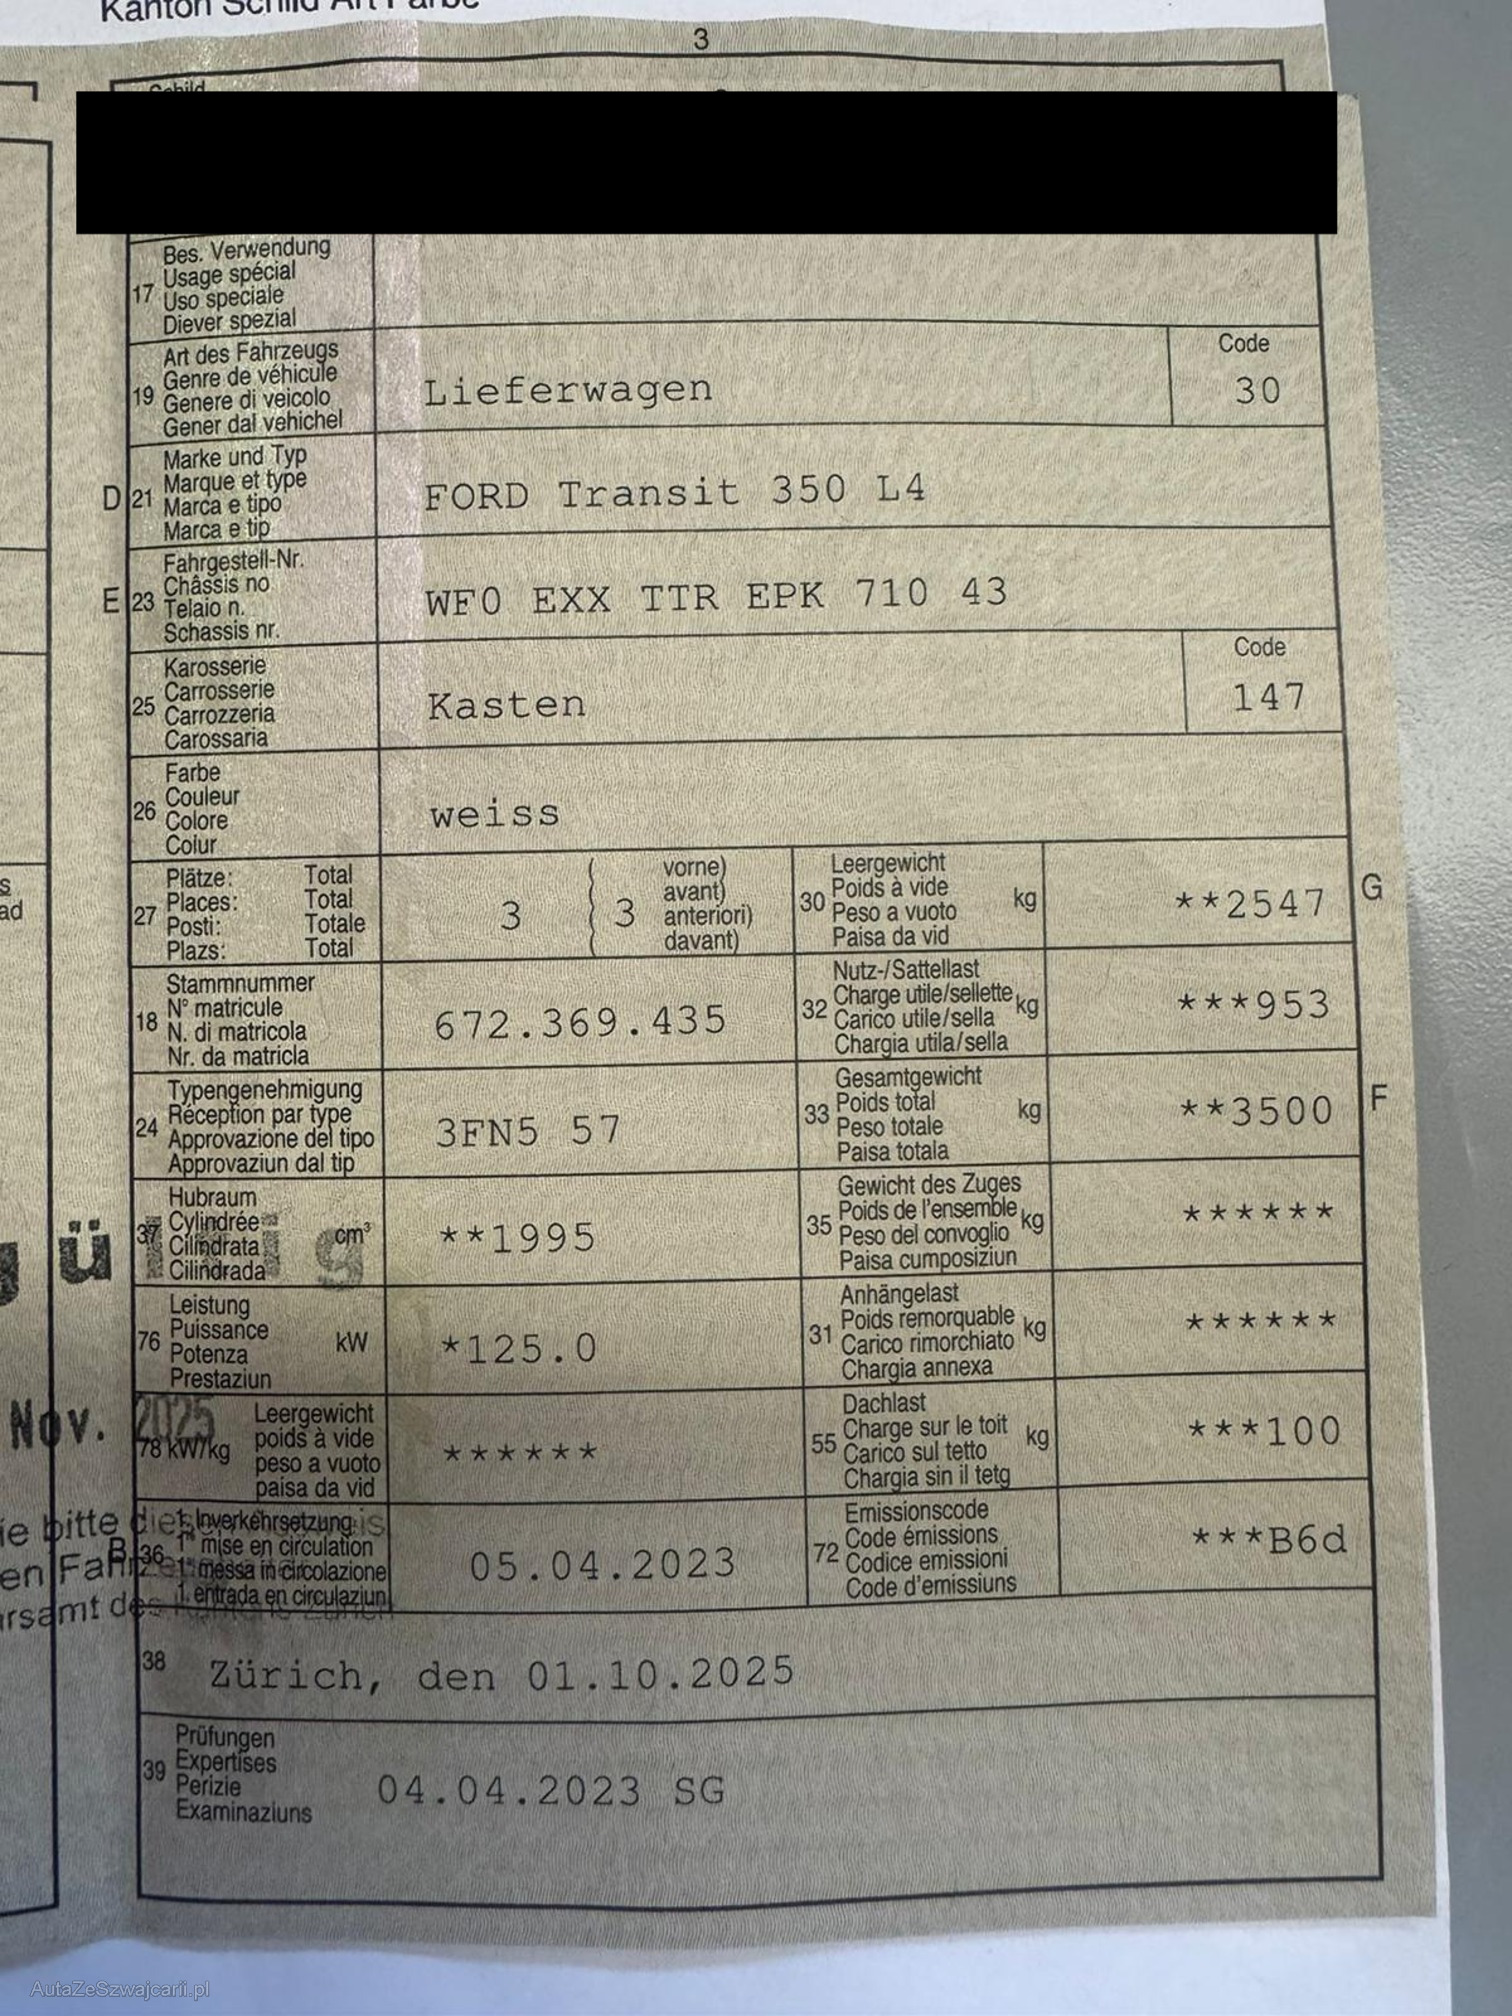 Kanton Schild Art Farbe
3
Schild
17 Bes. Verwendung
Usage spécial
Uso speciale
Diever spezial
19 Art des Fahrzeugs
Genre de véhicule
Genere di veicolo
Gener dal vehichel
Lieferwagen
Code
30
D 21 Marke und Typ
Marque et type
Marca e tipo
Marca e tip
FORD Transit 350 L4
E 23 Fahrgestell-Nr.
Châssis no
Telaio n.
Schassis nr.
WF0 EXX TTR EPK 710 43
25 Karosserie
Carrosserie
Carrozzeria
Carossaria
Kasten
Code
147
26 Farbe
Couleur
Colore
Colur
weiss
27 Plätze: Total
Places: Total
Posti: Totale
Plazs: Total
3 ( 3 vorne)
avant)
anteriori)
davant)
30 Leergewicht
Poids à vide kg
Peso a vuoto
Paisa da vid
**2547 G
18 Stammnummer
N° matricule
N. di matricola
Nr. da matricla
672.369.435
32 Nutz-/Sattellast
Charge utile/sellette kg
Carico utile/sella
Chargia utila/sella
***953
24 Typengenehmigung
Réception par type
Approvazione del tipo
Approvaziun dal tip
3FN5 57
33 Gesamtgewicht
Poids total kg
Peso totale
Paisa totala
**3500 F
37 Hubraum
Cylindrée cm³
Cilindrata
Cilindrada
**1995
35 Gewicht des Zuges
Poids de l'ensemble kg
Peso del convoglio
Paisa cumposiziun
******
76 Leistung
Puissance kW
Potenza
Prestaziun
*125.0
31 Anhängelast
Poids remorquable kg
Carico rimorchiato
Chargia annexa
******
Nov. 2025
78 kW/kg Leergewicht
poids à vide
peso a vuoto
paisa da vid
******
55 Dachlast
Charge sur le toit kg
Carico sul tetto
Chargia sin il tetg
***100
B 36 1. Inverkehrsetzung
1re mise en circulation
1a messa in circolazione
1. entrada en circulaziun
05.04.2023
72 Emissionscode
Code émissions
Codice emissioni
Code d'emissiuns
***B6d
38 Zürich, den 01.10.2025
39 Prüfungen
Expertises
Perizie
Examinaziuns
04.04.2023 SG
AutaZeSzwajcarii.pl